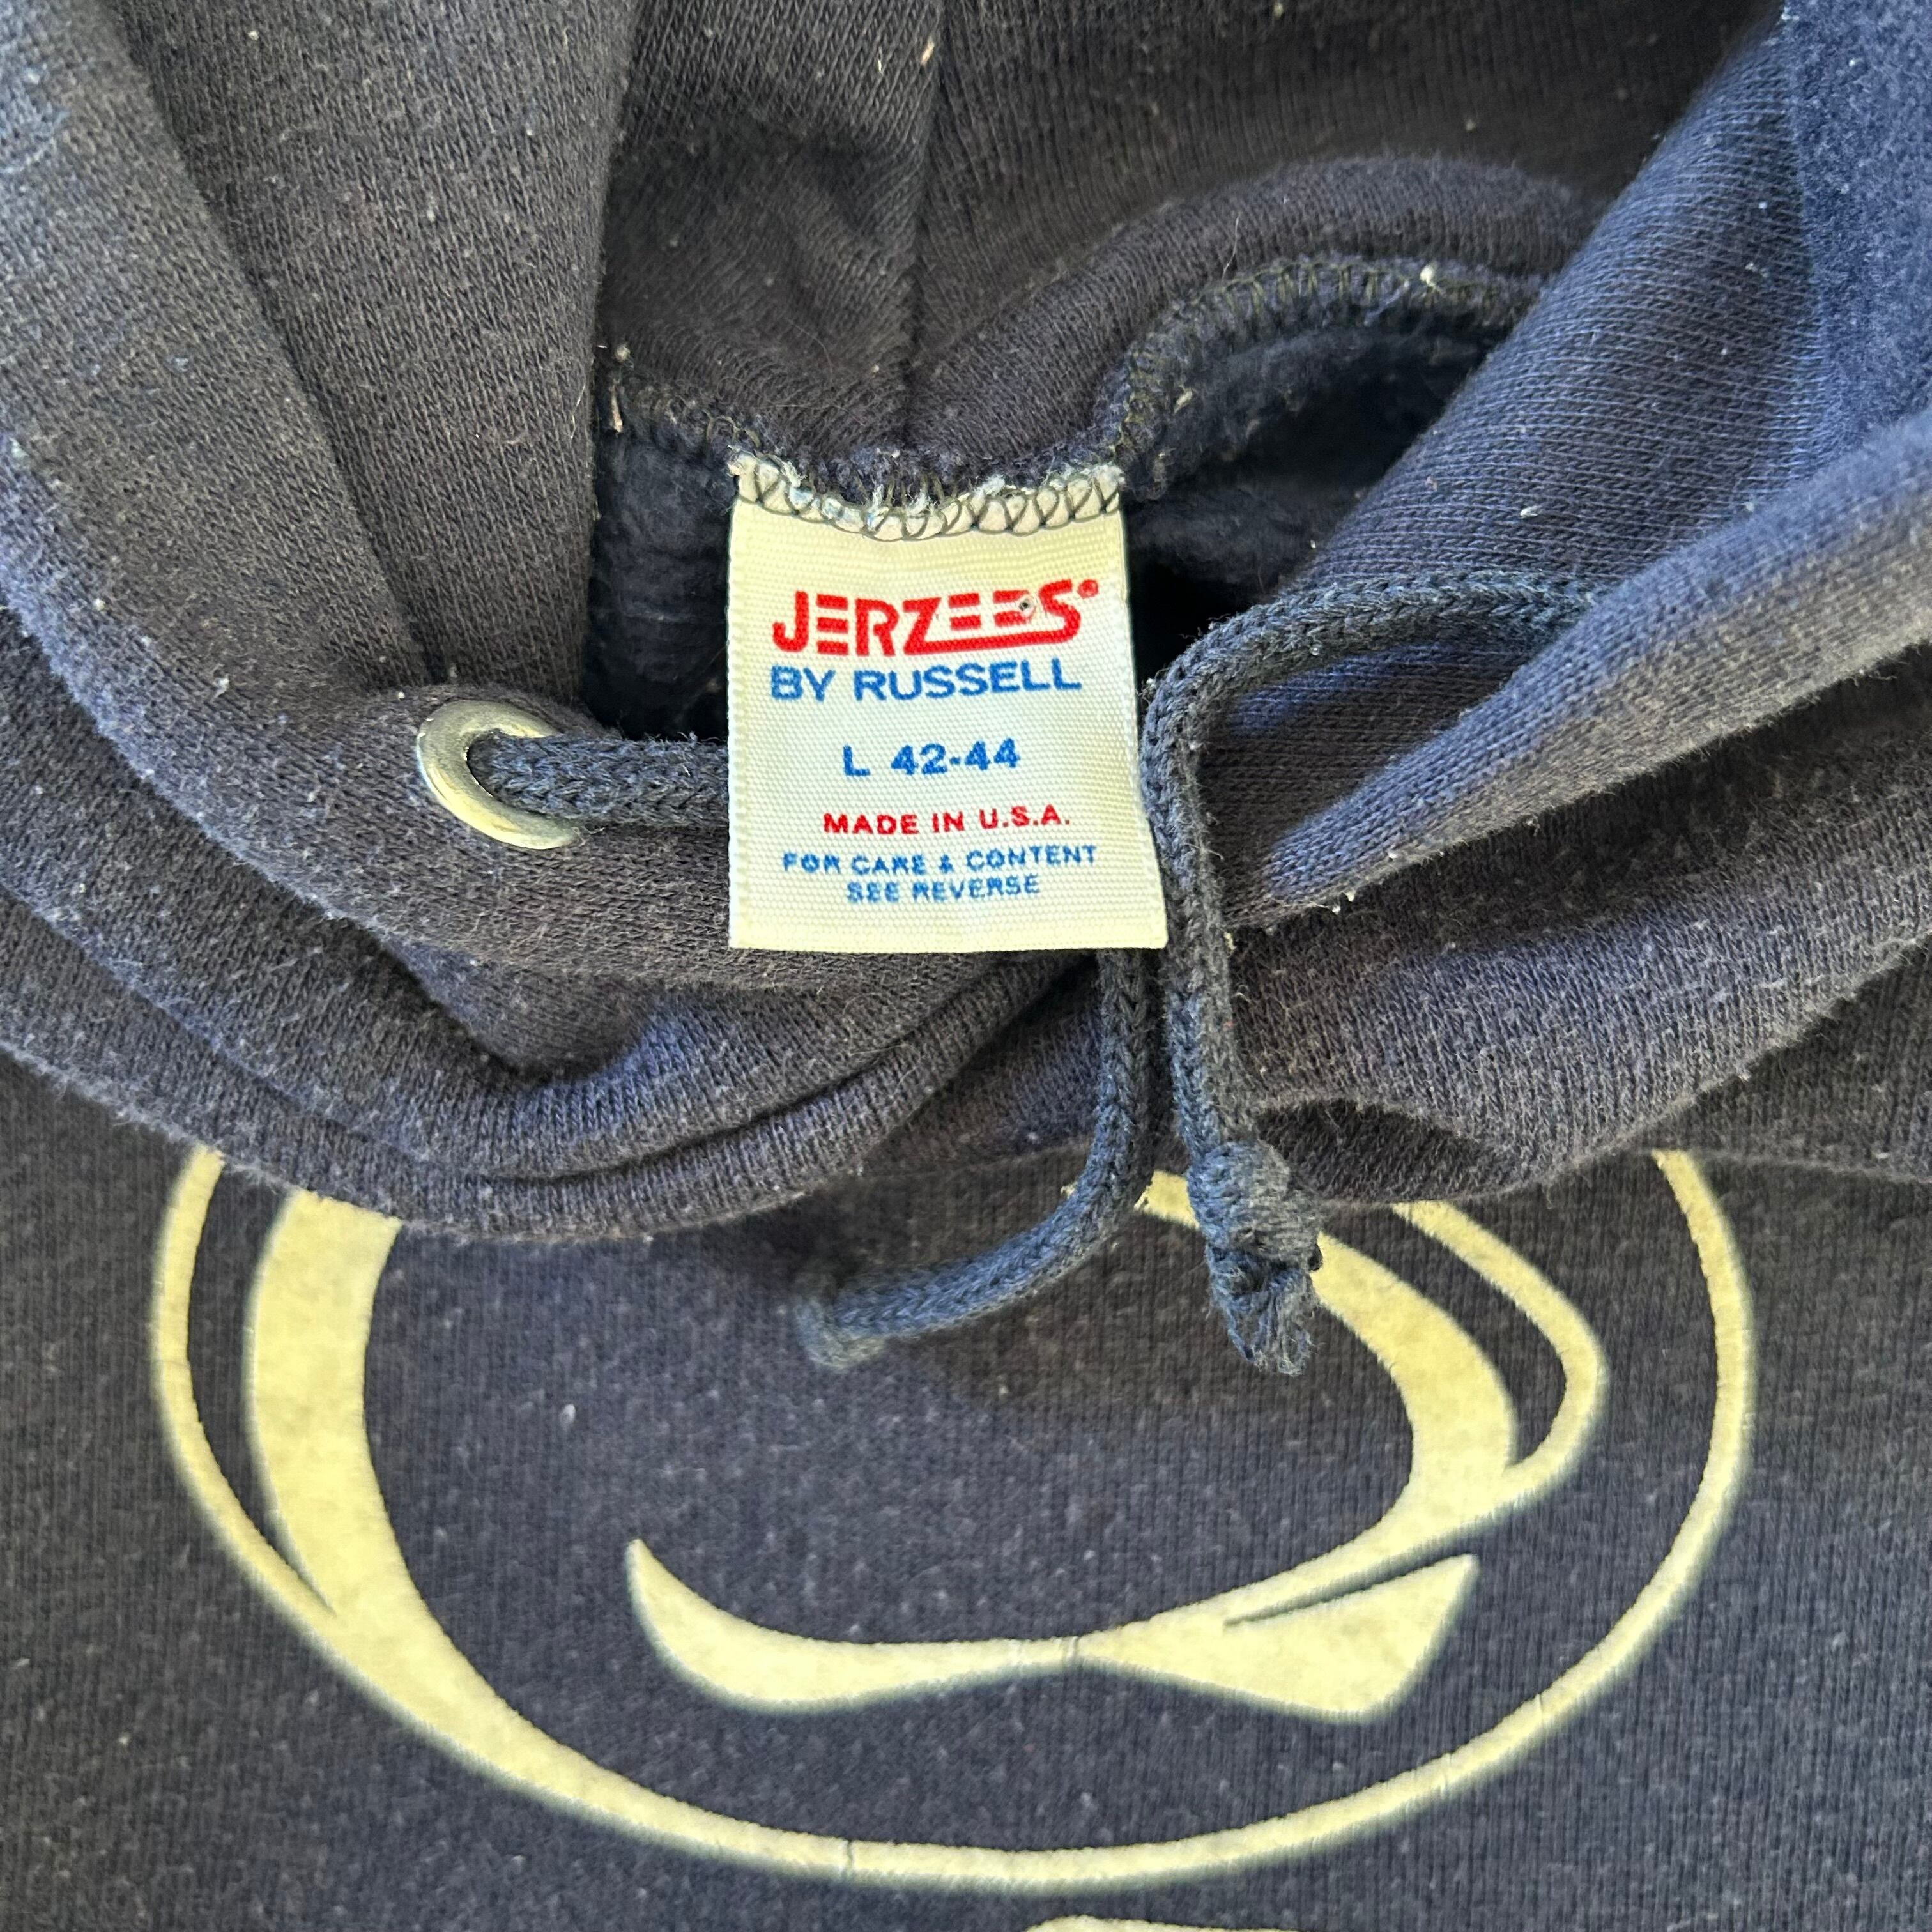 JERZEES®
BY RUSSELL
L 42-44
MADE IN U.S.A.
FOR CARE & CONTENT
SEE REVERSE